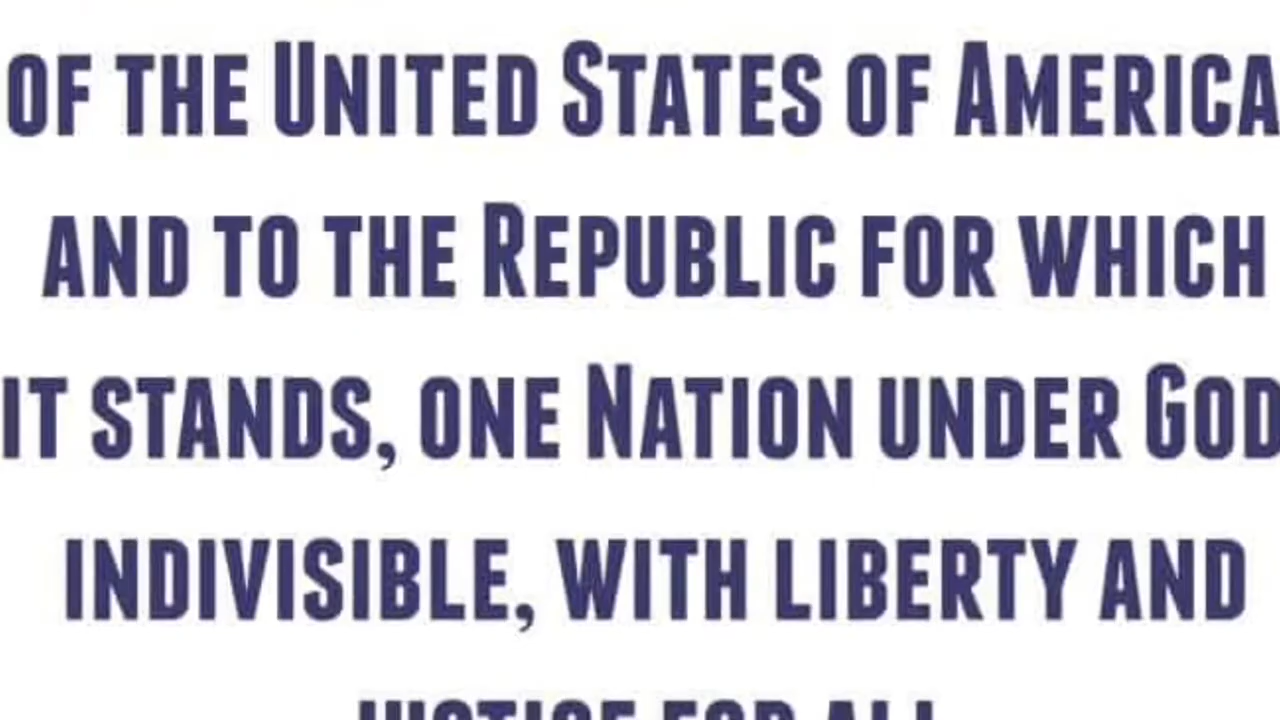 of the United States of America
and to the Republic for which
it stands, one Nation under God
indivisible, with liberty and
justice for all